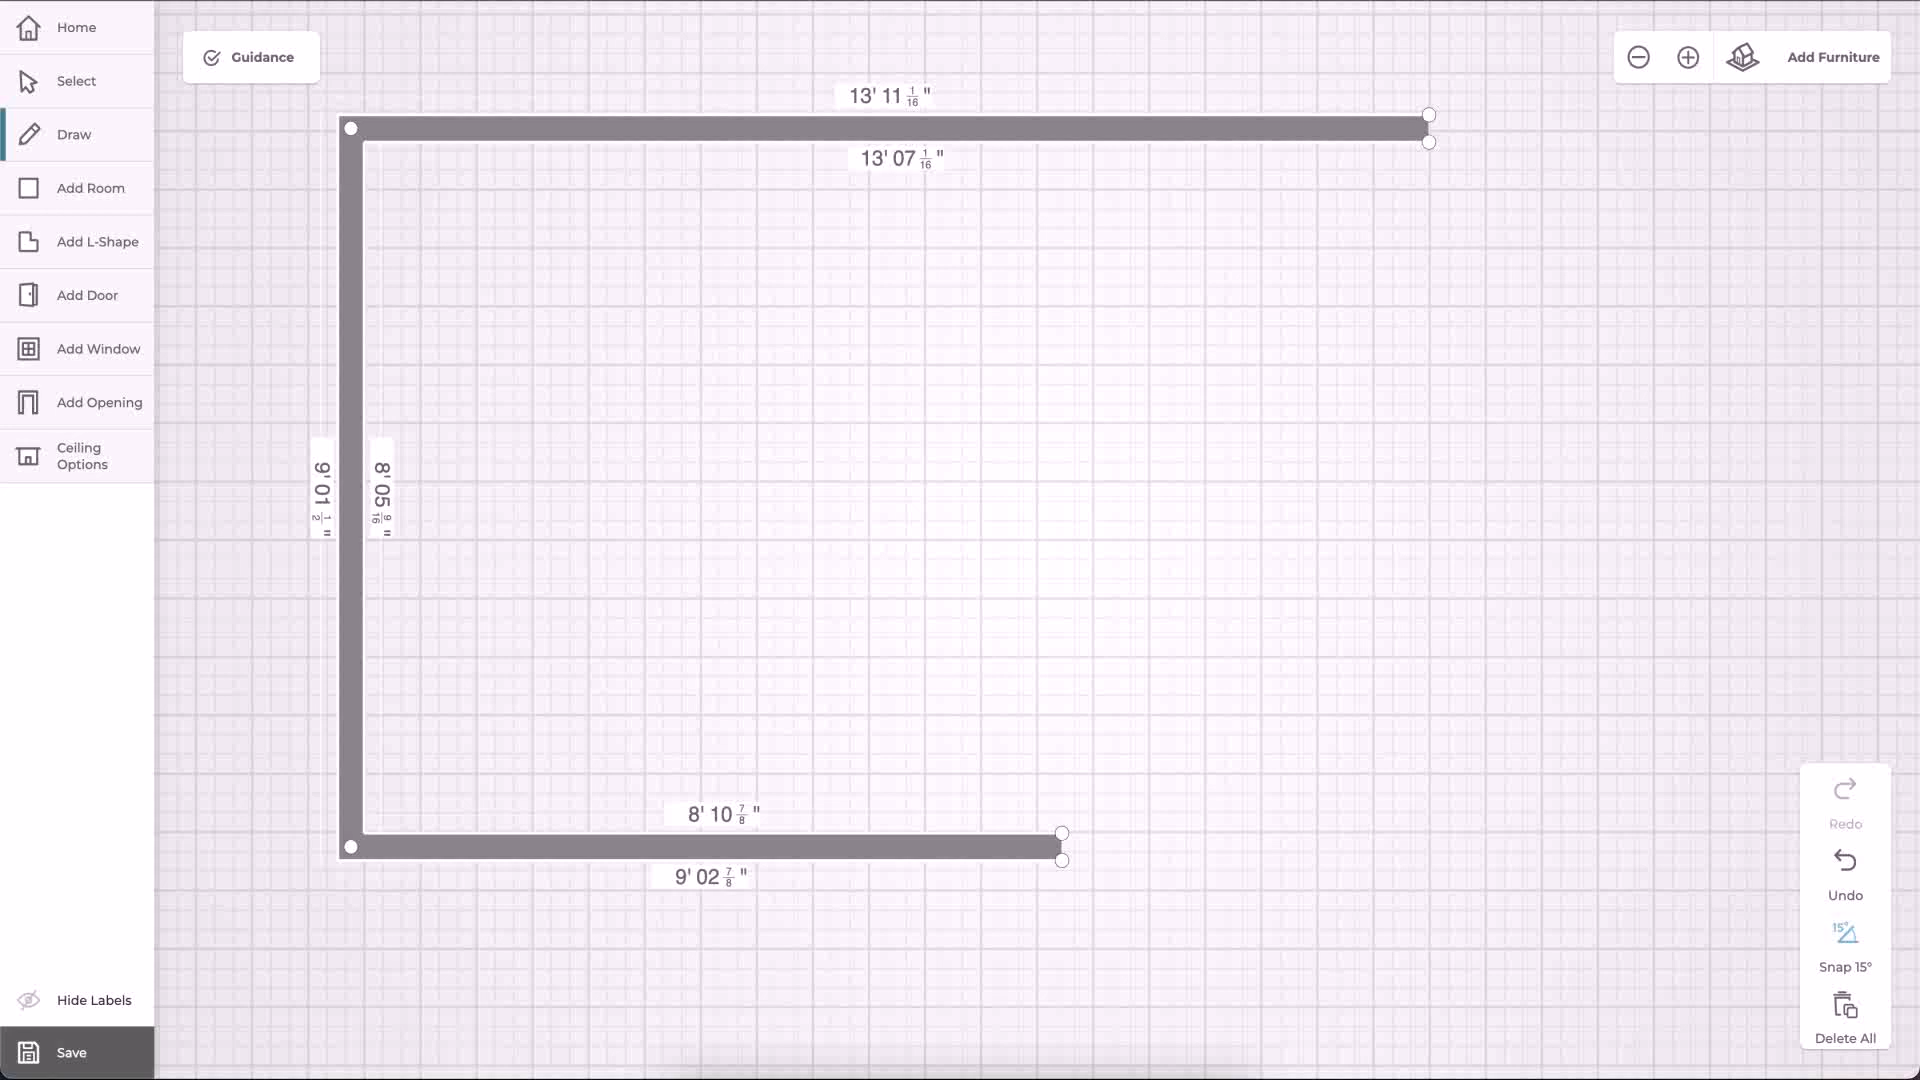 Home
Select
Draw
Add Room
Add L-Shape
Add Door
Add Window
Add Opening
Ceiling
Options
Hide Labels
Save
Guidance
Add Furniture
13' 11 1/16 "
13' 07 1/16 "
9' 01 1/2 "
8' 05 9/16 "
8' 10 7/8 "
9' 02 7/8 "
Redo
Undo
15°
Snap 15°
Delete All